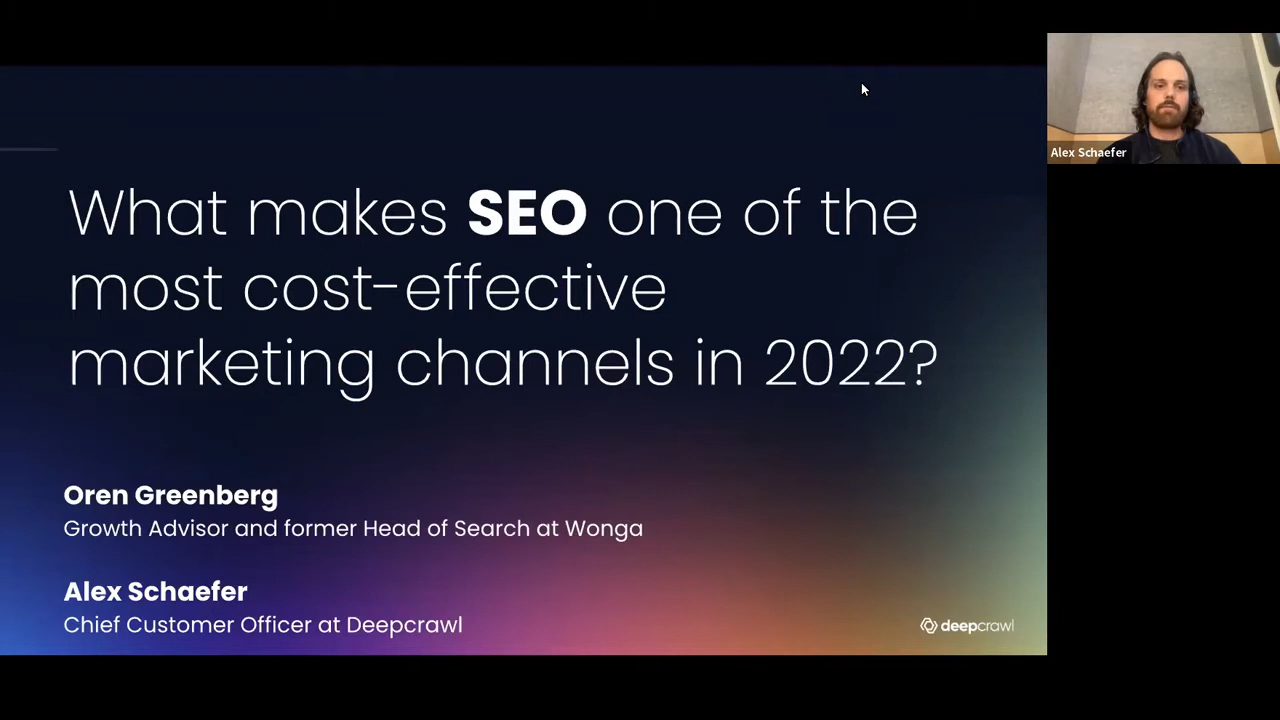 What makes SEO one of the
most cost-effective
marketing channels in 2022?
Oren Greenberg
Growth Advisor and former Head of Search at Wonga
Alex Schaefer
Chief Customer Officer at Deepcrawl
deepcrawl
Alex Schaefer